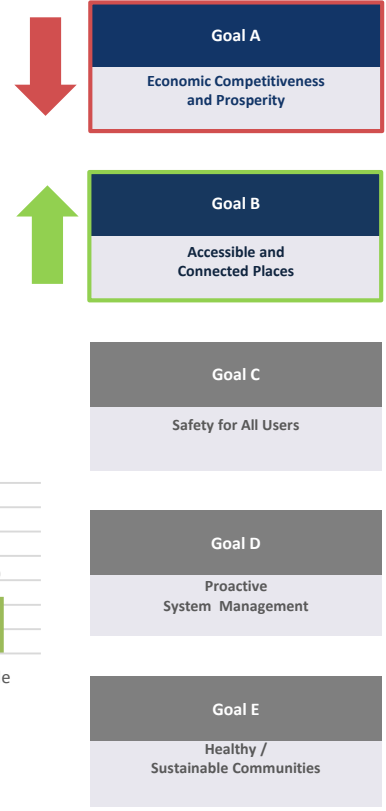 Goal A
Economic Competitiveness
and Prosperity
Goal B
Accessible and
Connected Places
Goal C
Safety for All Users
Goal D
Proactive
System Management
e
Goal E
Healthy /
Sustainable Communities